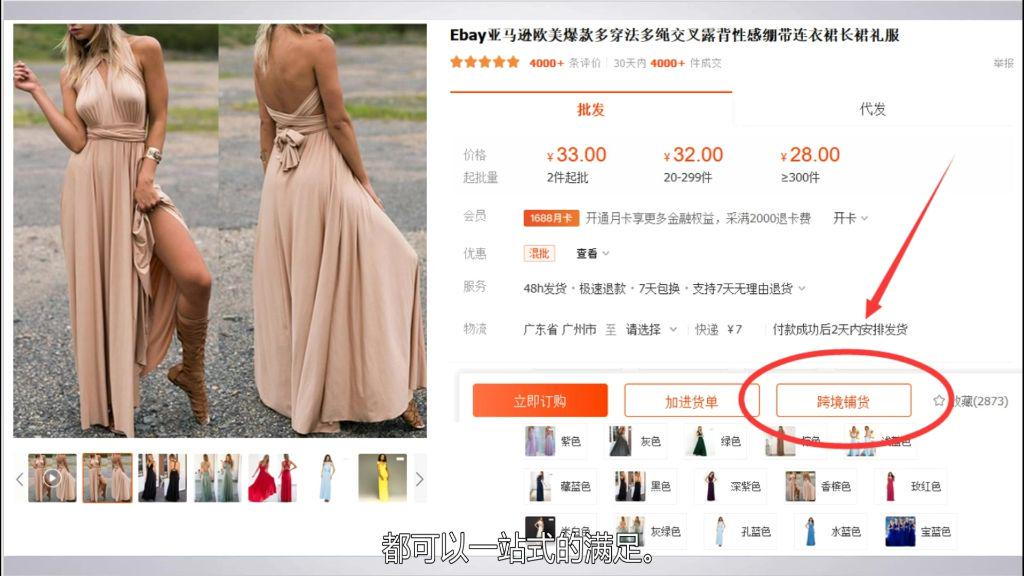 Ebay亚马逊欧美爆款多穿法多绳交叉露背性感绷带连衣裙长裙礼服
4000+ 条评价 30天内 4000+ 件成交 举报
批发 代发
价格 ¥33.00 ¥32.00 ¥28.00
起批量 2件起批 20-299件 ≥300件
会员 1688月卡 开通月卡享更多金融权益，采满2000退卡费 开卡
优惠 混批 查看
服务 48h发货·极速退款·7天包换·支持7天无理由退货
物流 广东省 广州市 至 请选择 快递 ¥7 付款成功后2天内安排发货
立即订购 加进货单 跨境铺货 收藏(2873)
紫色 灰色 绿色 棕色 浅蓝色
藏蓝色 黑色 深紫色 香槟色 玫红色
米白色 灰绿色 孔蓝色 水蓝色 宝蓝色
都可以一站式的满足。